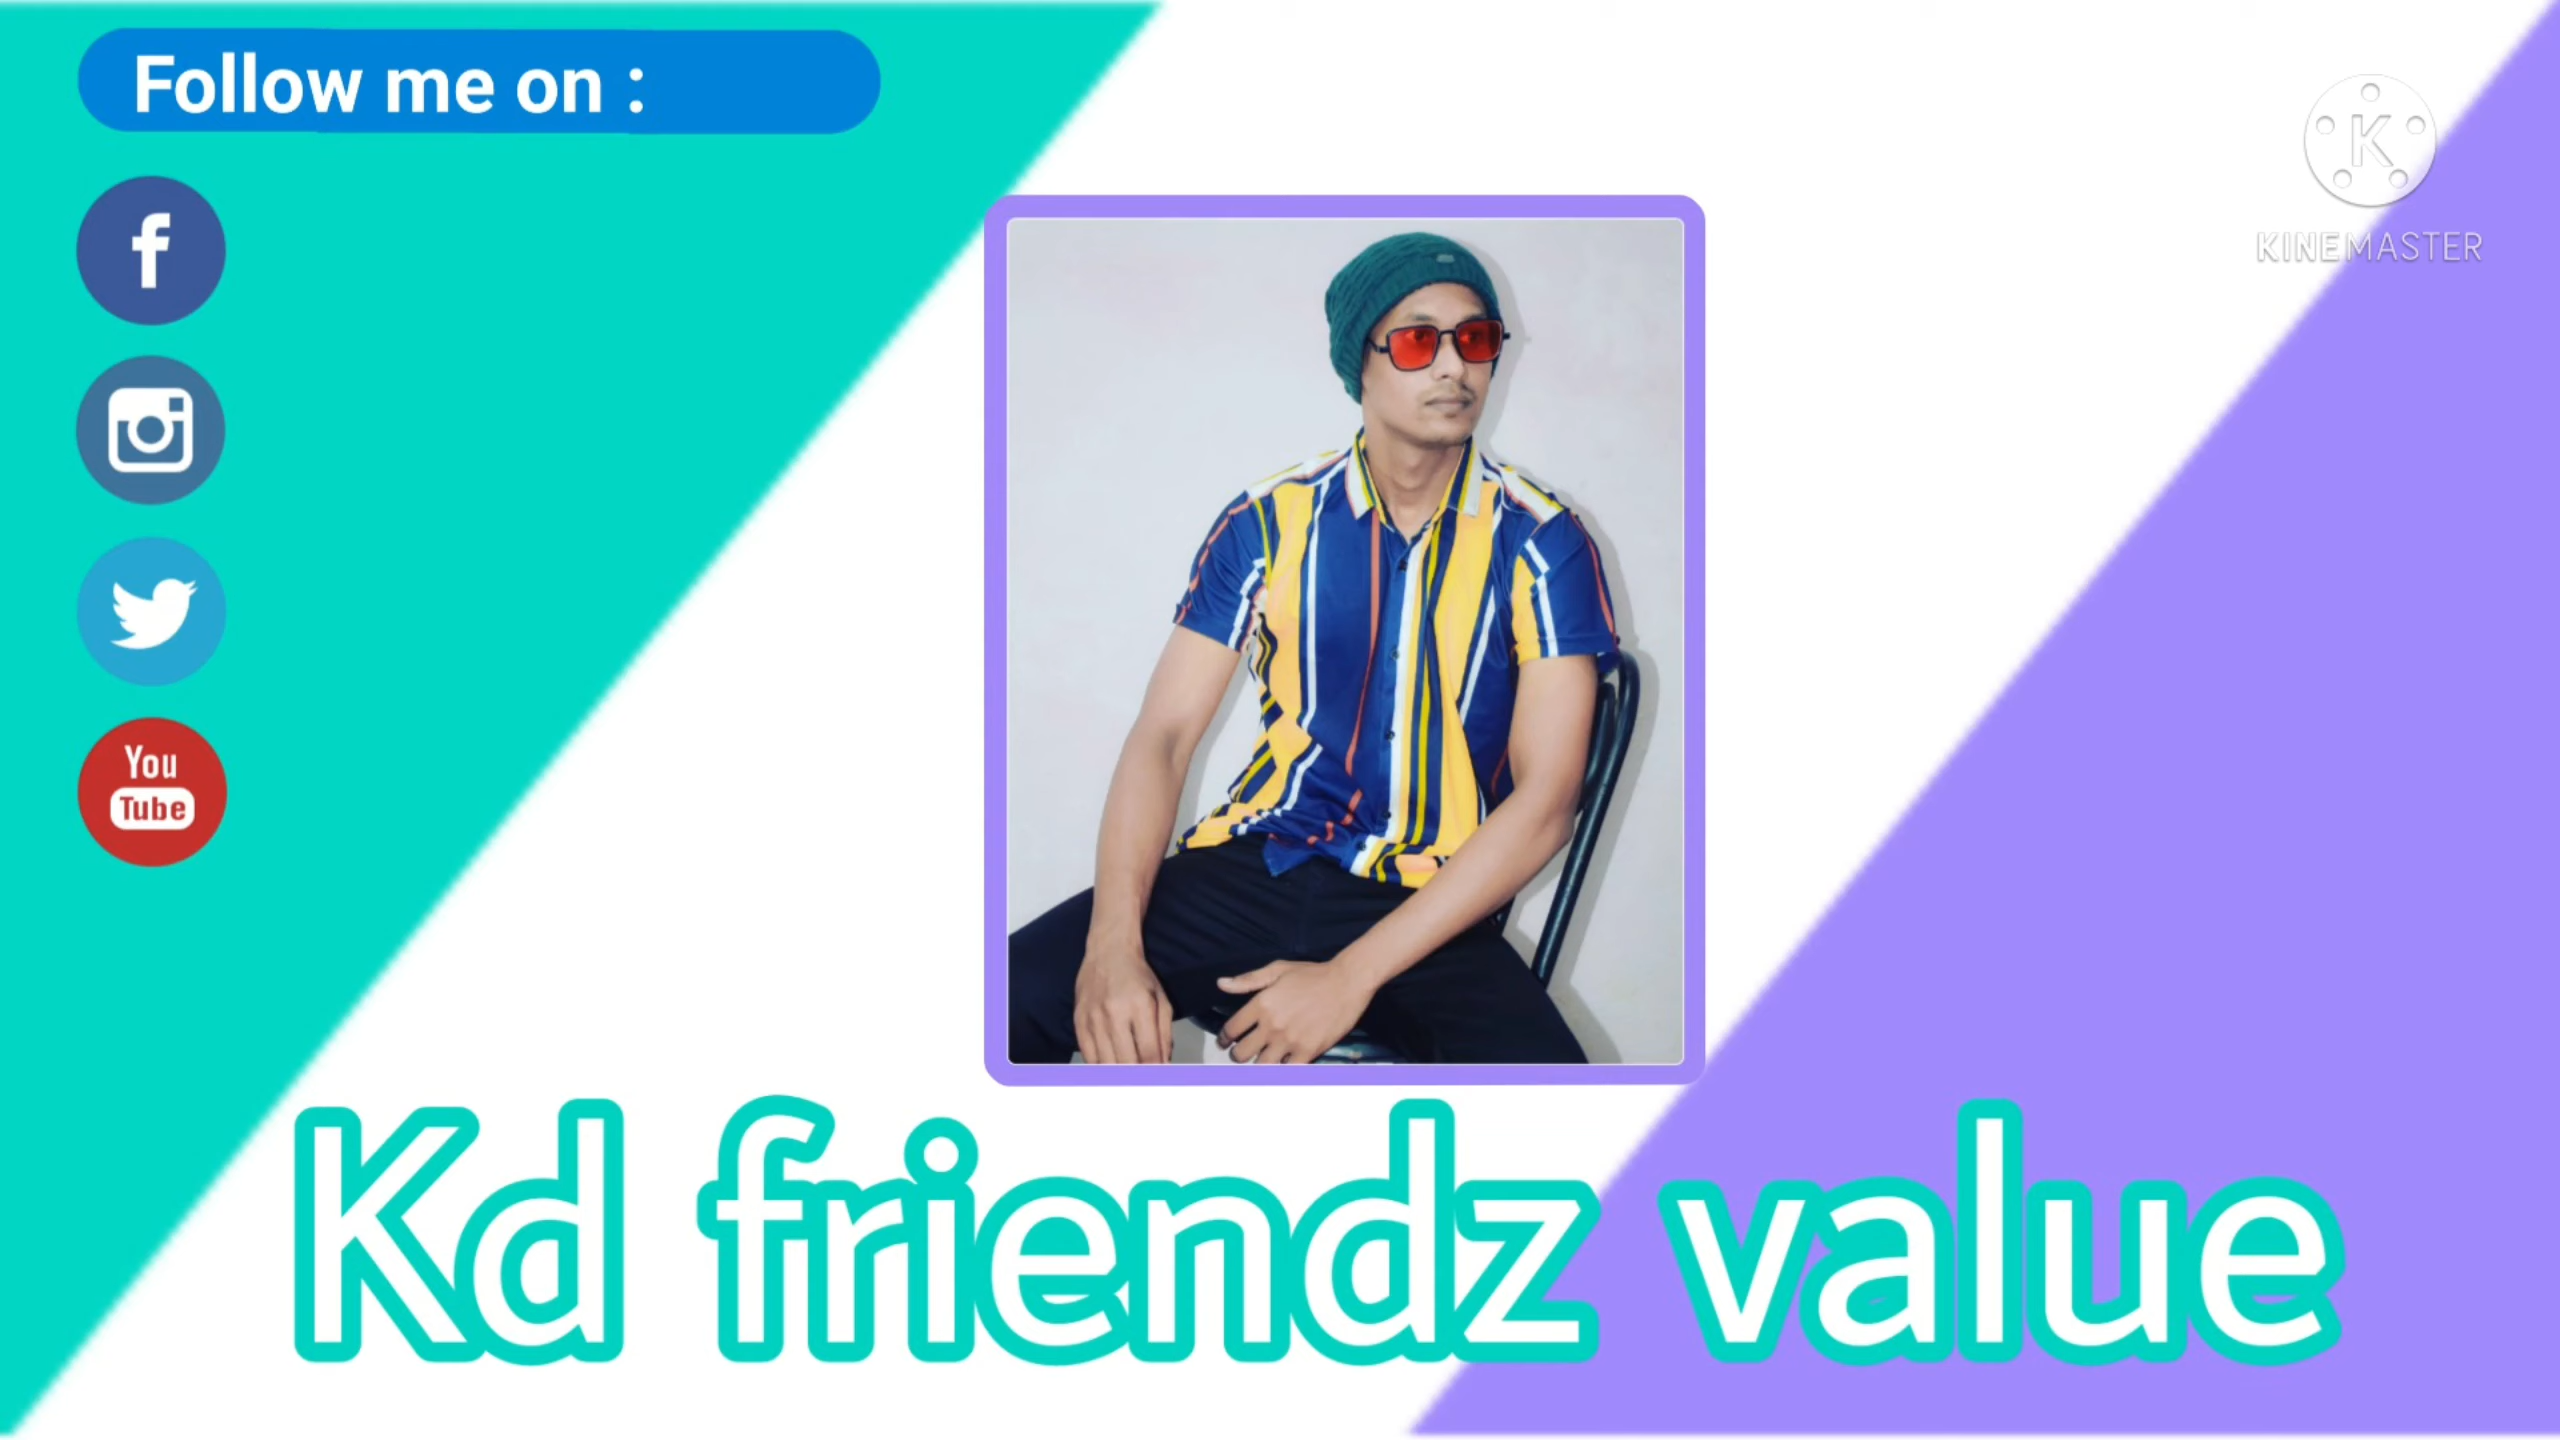 Follow me on :
f
You
Tube
K
KINEMASTER
Kd friendz value